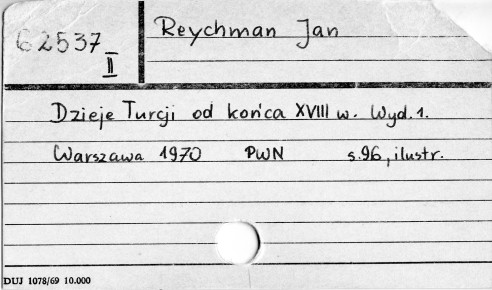 62537 II
Reychman Jan
Dzieje Turcji od końca XVIII w. Wyd. 1.
Warszawa 1970 PWN s. 96, ilustr.
DUJ 1078/69 10.000